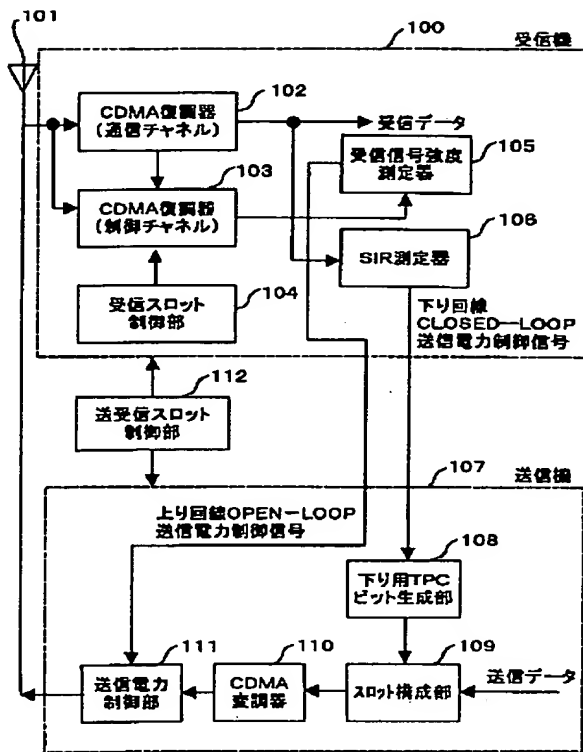 101
100
受信機
102
CDMA復調器
(通信チャネル)
受信データ
105
受信信号強度
測定器
103
CDMA復調器
(制御チャネル)
106
SIR測定器
104
受信スロット
制御部
下り回線
CLOSED-LOOP
送信電力制御信号
112
送受信スロット
制御部
107
送信機
上り回線OPEN-LOOP
送信電力制御信号
108
下り用TPC
ビット生成部
111
送信電力
制御部
110
CDMA
変調器
109
スロット構成部
送信データ